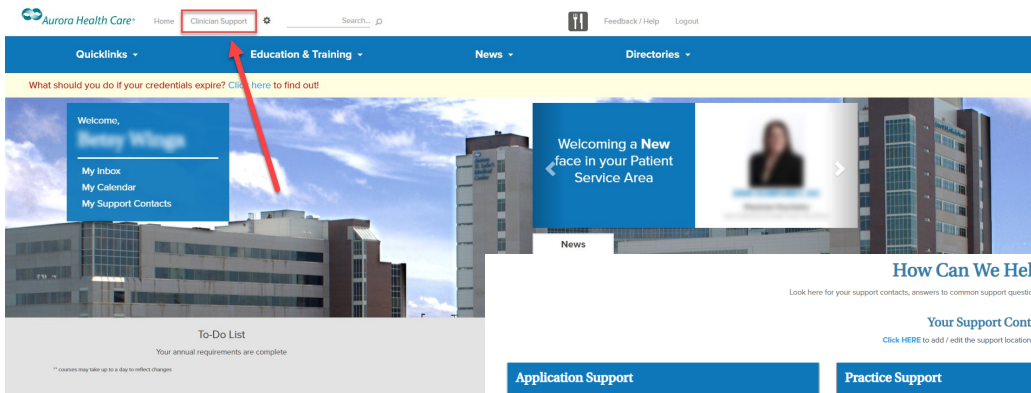 Aurora Health Care Home Clinician Support Search... Feedback / Help Logout
Quicklinks Education & Training News Directories
What should you do if your credentials expire? Click here to find out!
Welcome,
My Inbox
My Calendar
My Support Contacts
Welcoming a New
face in your Patient
Service Area
News
How Can We Hel
Look here for your support contacts, answers to common support questio
Your Support Cont
Click HERE to add / edit the support location
To-Do List
Your annual requirements are complete
** courses may take up to a day to reflect changes
Application Support
Practice Support